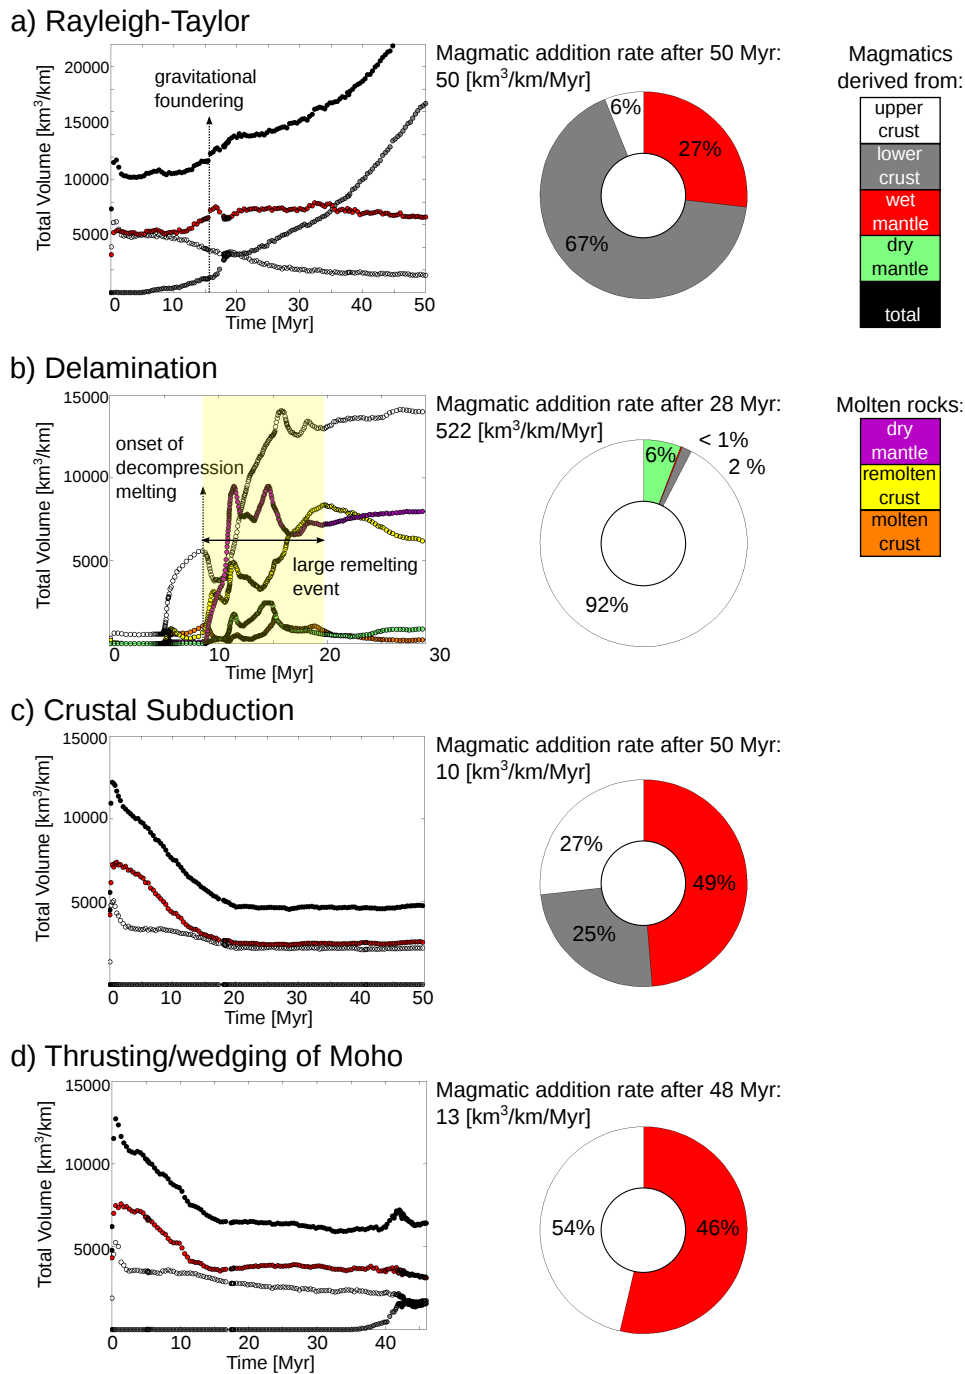 a) Rayleigh-Taylor
Total Volume [km³/km]
20000
15000
10000
5000
gravitational
foundering
0 10 20 30 40 50
Time [Myr]
Magmatic addition rate after 50 Myr:
50 [km³/km/Myr]
6%
27%
67%
Magmatics
derived from:
upper
crust
lower
crust
wet
mantle
dry
mantle
total
b) Delamination
Total Volume [km³/km]
15000
10000
5000
onset of
decompression
melting
large remelting
event
0 10 20 30
Time [Myr]
Magmatic addition rate after 28 Myr:
522 [km³/km/Myr]
6%
< 1%
2 %
92%
Molten rocks:
dry
mantle
remolten
crust
molten
crust
c) Crustal Subduction
Total Volume [km³/km]
15000
10000
5000
0 10 20 30 40 50
Time [Myr]
Magmatic addition rate after 50 Myr:
10 [km³/km/Myr]
27%
49%
25%
d) Thrusting/wedging of Moho
Total Volume [km³/km]
15000
10000
5000
0 10 20 30 40
Time [Myr]
Magmatic addition rate after 48 Myr:
13 [km³/km/Myr]
54%
46%